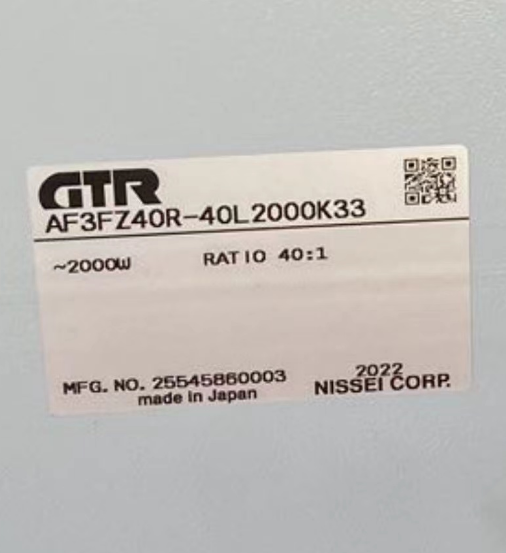 GTR
AF3FZ40R-40L2000K33
~2000W RATIO 40:1
MFG. NO. 25545860003
made in Japan
2022
NISSEI CORP.